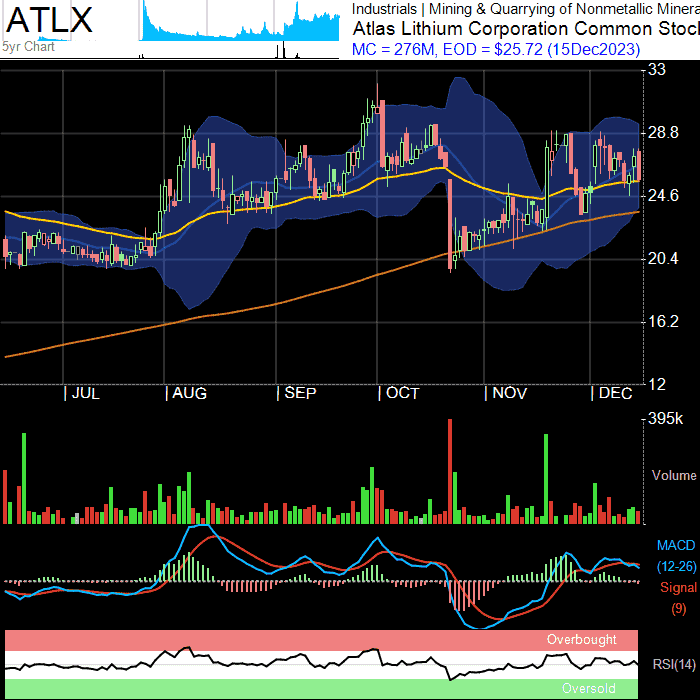 ATLX
5yr Chart
Industrials | Mining & Quarrying of Nonmetallic Minera
Atlas Lithium Corporation Common Stoc
MC = 276M, EOD = $25.72 (15Dec2023)
33
28.8
24.6
20.4
16.2
12
| JUL | AUG | SEP | OCT | NOV | DEC
395k
Volume
MACD
(12-26)
Signal
(9)
Overbought
RSI(14)
Oversold